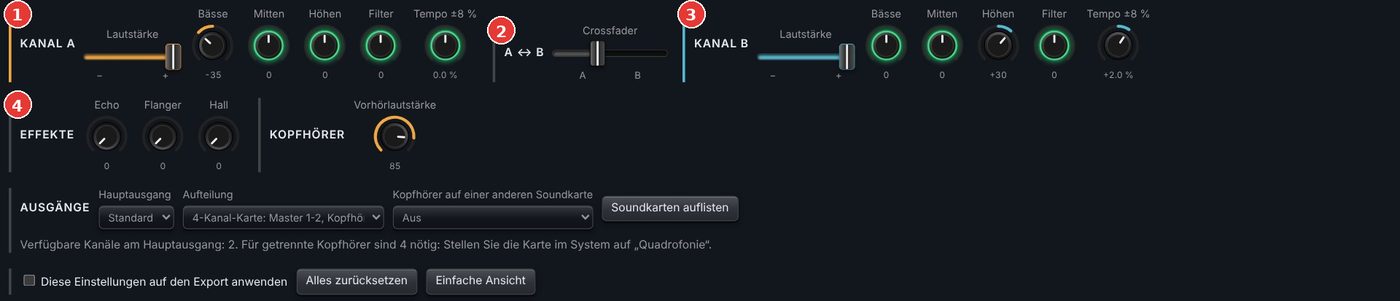 1 Bässe Mitten Höhen Filter Tempo ±8 % 2 3 Bässe Mitten Höhen Filter Tempo ±8 %
KANAL A Lautstärke A ↔ B Crossfader KANAL B Lautstärke
− + -35 0 0 0 0.0 % A B − + 0 0 +30 0 +2.0 %
4 Echo Flanger Hall Vorhörlautstärke
EFFEKTE KOPFHÖRER
0 0 0 85
Hauptausgang Aufteilung Kopfhörer auf einer anderen Soundkarte
AUSGÄNGE Standard 4-Kanal-Karte: Master 1-2, Kopfhö Aus Soundkarten auflisten
Verfügbare Kanäle am Hauptausgang: 2. Für getrennte Kopfhörer sind 4 nötig: Stellen Sie die Karte im System auf „Quadrofonie“.
Diese Einstellungen auf den Export anwenden Alles zurücksetzen Einfache Ansicht